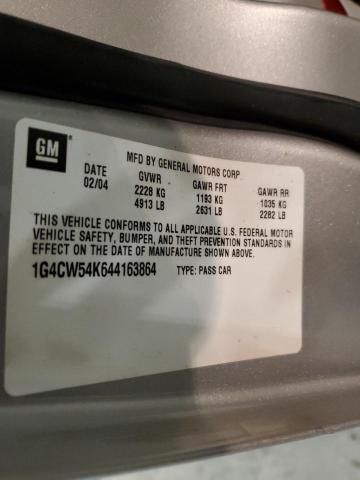 GM
MFD BY GENERAL MOTORS CORP
DATE GVWR GAWR FRT GAWR RR
02/04 2228 KG 1193 KG 1035 KG
4913 LB 2631 LB 2282 LB
THIS VEHICLE CONFORMS TO ALL APPLICABLE U.S. FEDERAL MOTOR
VEHICLE SAFETY, BUMPER, AND THEFT PREVENTION STANDARDS IN
EFFECT ON THE DATE OF MANUFACTURE SHOWN ABOVE.
1G4CW54K644163864 TYPE: PASS CAR